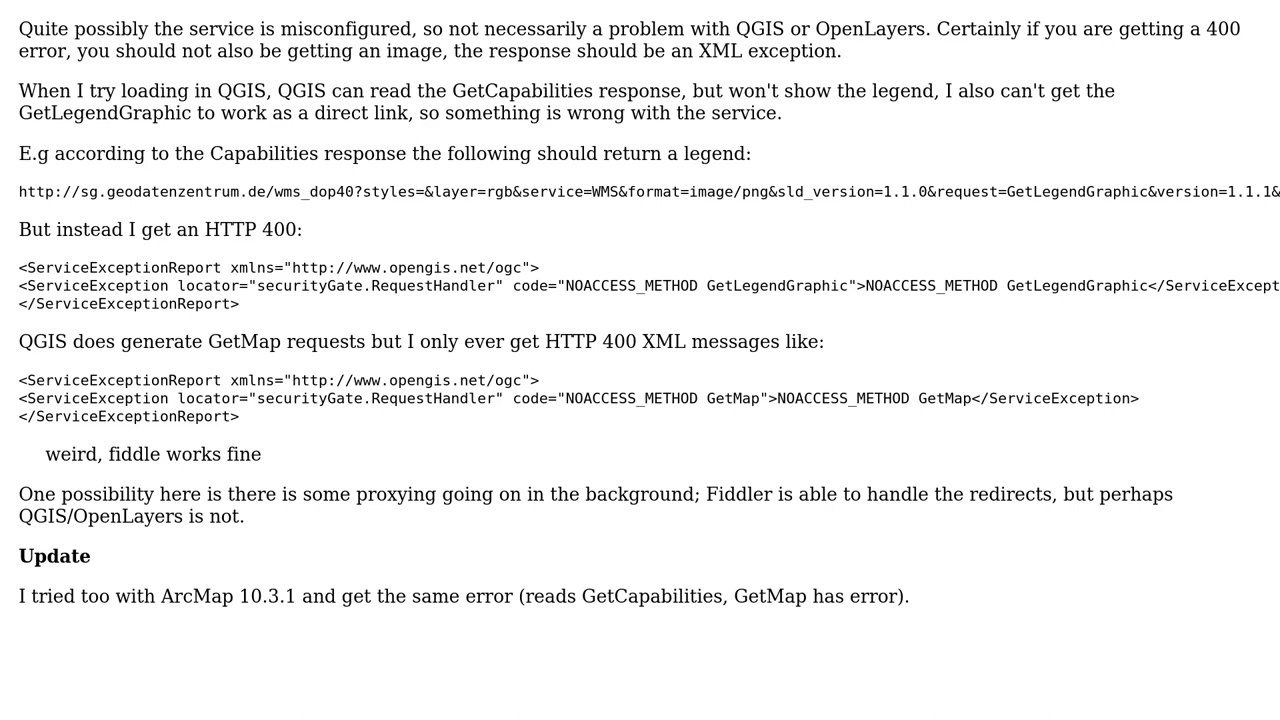 Quite possibly the service is misconfigured, so not necessarily a problem with QGIS or OpenLayers. Certainly if you are getting a 400
error, you should not also be getting an image, the response should be an XML exception.
When I try loading in QGIS, QGIS can read the GetCapabilities response, but won't show the legend, I also can't get the
GetLegendGraphic to work as a direct link, so something is wrong with the service.
E.g according to the Capabilities response the following should return a legend:
http://sg.geodatenzentrum.de/wms_dop40?styles=&layer=rgb&service=WMS&format=image/png&sld_version=1.1.0&request=GetLegendGraphic&version=1.1.1&
But instead I get an HTTP 400:
<ServiceExceptionReport xmlns="http://www.opengis.net/ogc">
<ServiceException locator="securityGate.RequestHandler" code="NOACCESS_METHOD GetLegendGraphic">NOACCESS_METHOD GetLegendGraphic</ServiceExcept
</ServiceExceptionReport>
QGIS does generate GetMap requests but I only ever get HTTP 400 XML messages like:
<ServiceExceptionReport xmlns="http://www.opengis.net/ogc">
<ServiceException locator="securityGate.RequestHandler" code="NOACCESS_METHOD GetMap">NOACCESS_METHOD GetMap</ServiceException>
</ServiceExceptionReport>
weird, fiddle works fine
One possibility here is there is some proxying going on in the background; Fiddler is able to handle the redirects, but perhaps
QGIS/OpenLayers is not.
Update
I tried too with ArcMap 10.3.1 and get the same error (reads GetCapabilities, GetMap has error).